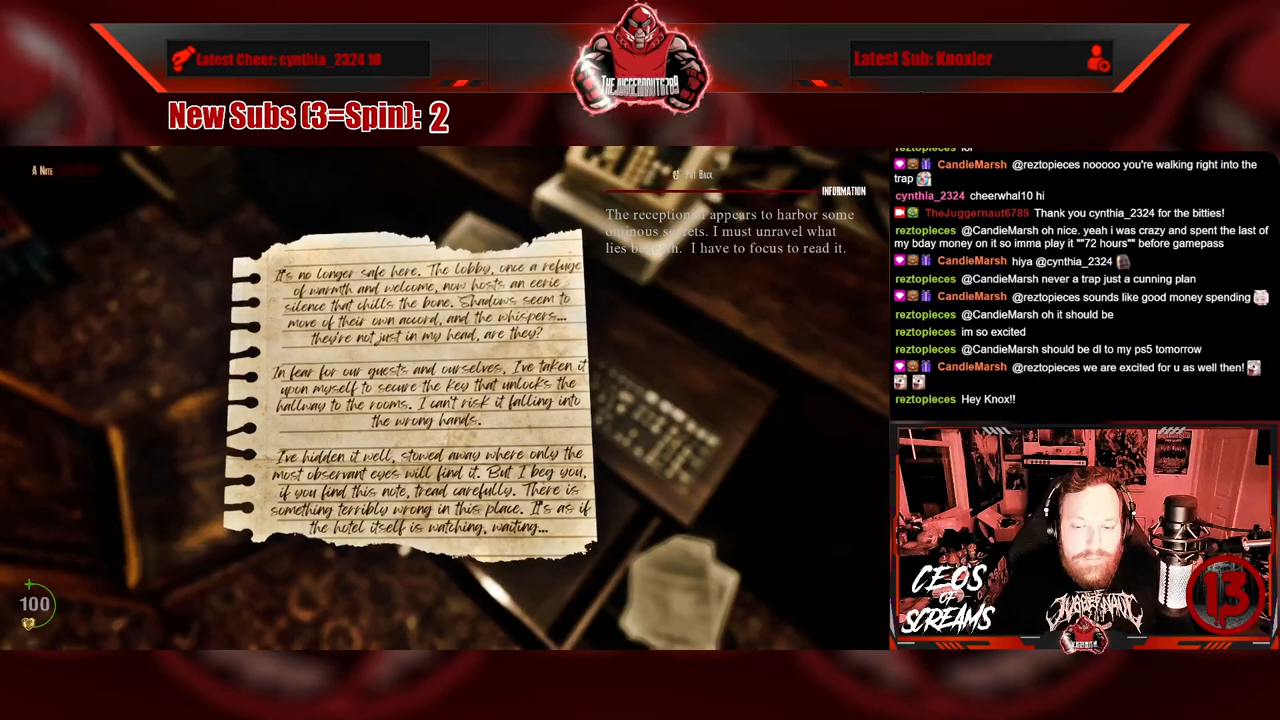 Latest Cheer: cynthia_2324 10
THEJUGGERNAUT6789
Latest Sub: Knoxler
New Subs (3=Spin): 2
A Note
Put Back
INFORMATION
The receptionist appears to harbor some
ominous secrets. I must unravel what
lies beneath. I have to focus to read it.
It's no longer safe here. The lobby, once a refuge
of warmth and welcome, now hosts an eerie
silence that chills the bone. Shadows seem to
move of their own accord, and the whispers...
they're not just in my head, are they?
In fear for our guests and ourselves, I've taken it
upon myself to secure the key that unlocks the
hallway to the rooms. I can't risk it falling into
the wrong hands.
I've hidden it well, stowed away where only the
most observant eyes will find it. But I beg you,
if you find this note, tread carefully. There is
something terribly wrong in this place. It's as if
the hotel itself is watching, waiting...
100
reztopieces lol
CandieMarsh @reztopieces nooooo you're walking right into the
trap
cynthia_2324 cheerwhal10 hi
TheJuggernaut6789 Thank you cynthia_2324 for the bitties!
reztopieces @CandieMarsh oh nice. yeah i was crazy and spent the last of
my bday money on it so imma play it ""72 hours"" before gamepass
CandieMarsh hiya @cynthia_2324
reztopieces @CandieMarsh never a trap just a cunning plan
CandieMarsh @reztopieces sounds like good money spending
reztopieces @CandieMarsh oh it should be
reztopieces im so excited
reztopieces @CandieMarsh should be dl to my ps5 tomorrow
CandieMarsh @reztopieces we are excited for u as well then!
reztopieces Hey Knox!!
CEOS
OF
SCREAMS
JUGGERNAUT
13